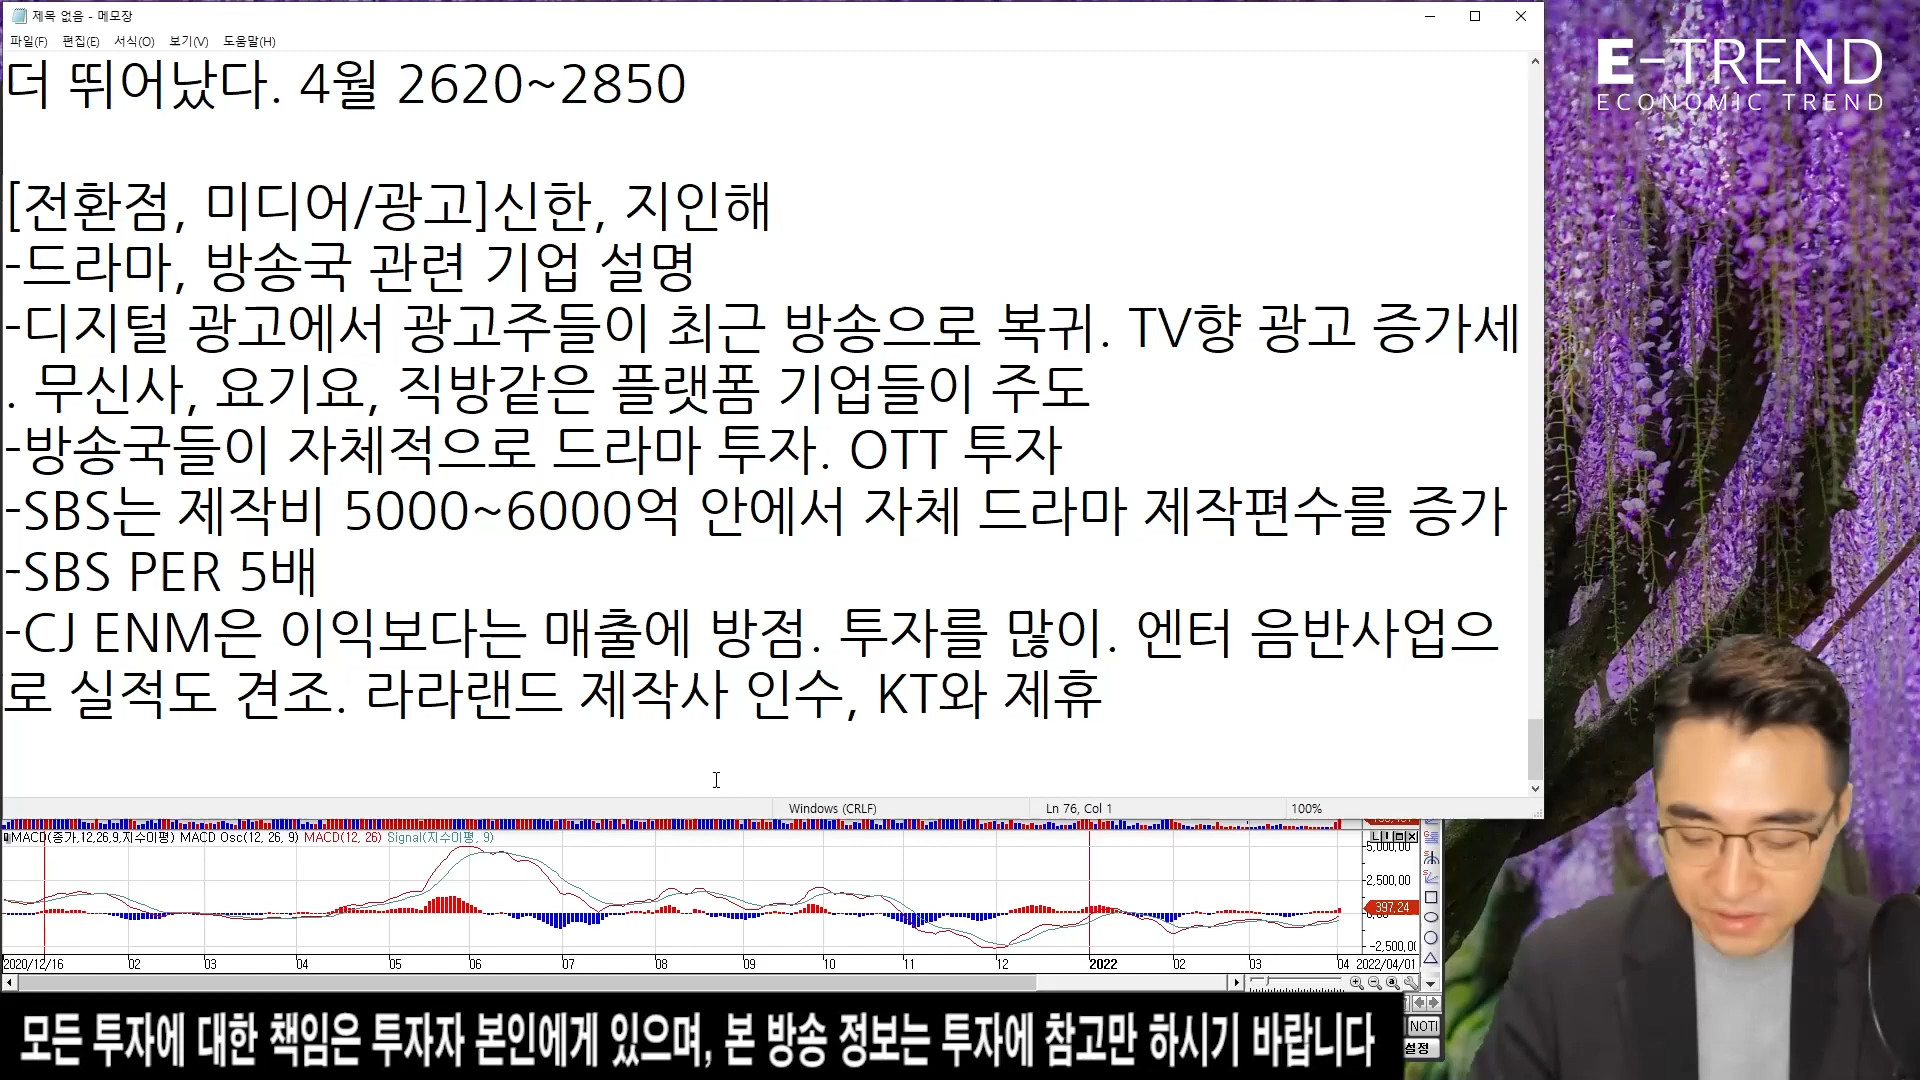 제목 없음 - 메모장
파일(F) 편집(E) 서식(O) 보기(V) 도움말(H)
더 뛰어났다. 4월 2620~2850
[전환점, 미디어/광고]신한, 지인해
-드라마, 방송국 관련 기업 설명
-디지털 광고에서 광고주들이 최근 방송으로 복귀. TV향 광고 증가세
. 무신사, 요기요, 직방같은 플랫폼 기업들이 주도
-방송국들이 자체적으로 드라마 투자. OTT 투자
-SBS는 제작비 5000~6000억 안에서 자체 드라마 제작편수를 증가
-SBS PER 5배
-CJ ENM은 이익보다는 매출에 방점. 투자를 많이. 엔터 음반사업으
로 실적도 견조. 라라랜드 제작사 인수, KT와 제휴
Windows (CRLF) Ln 76, Col 1 100%
E-TREND
ECONOMIC TREND
MACD(종가,12,26,9,지수이평) MACD Osc(12, 26, 9) MACD(12, 26) Signal(지수이평, 9)
5,000,00
2,500,00
397,24
-2,500,0
2020/12/16 02 03 04 05 06 07 08 09 10 11 12 2022 02 03 04 2022/04/01
NOTI
설정
모든 투자에 대한 책임은 투자자 본인에게 있으며, 본 방송 정보는 투자에 참고만 하시기 바랍니다